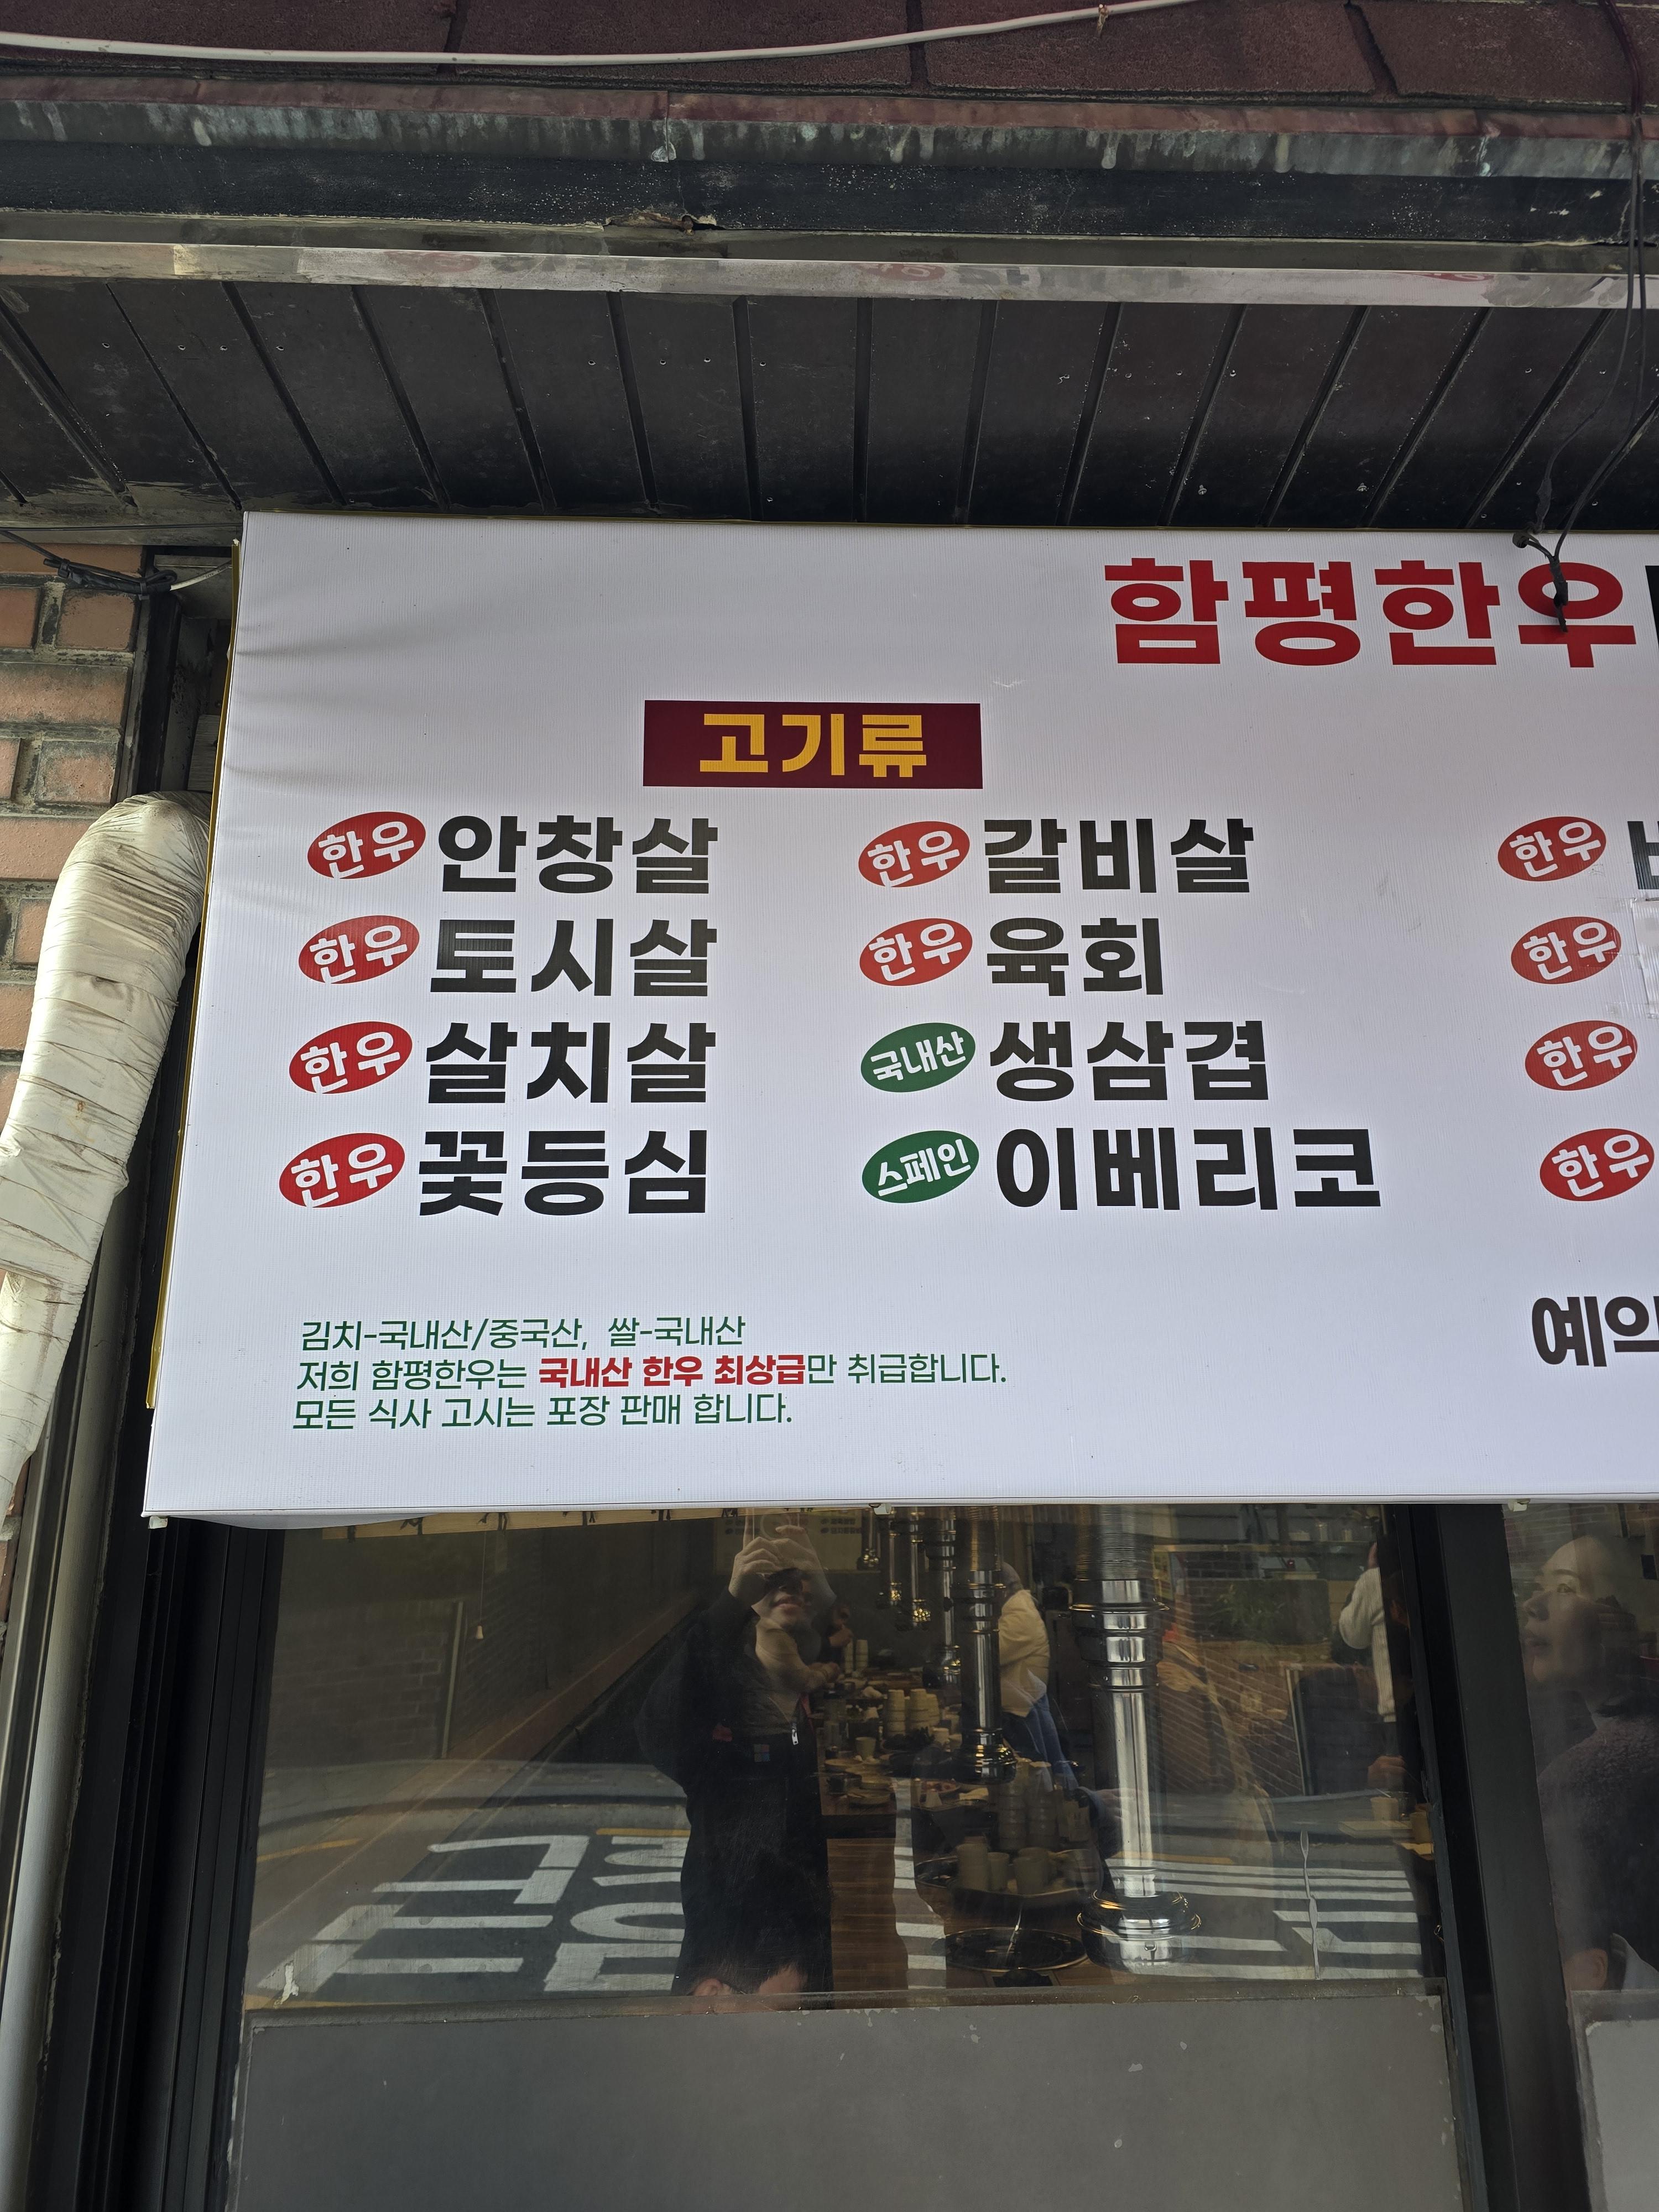 함평한우
고기류
한우 안창살 한우 갈비살 한우
한우 토시살 한우 육회 한우
한우 살치살 국내산 생삼겹 한우
한우 꽃등심 스페인 이베리코 한우
예약
김치-국내산/중국산, 쌀-국내산
저희 함평한우는 국내산 한우 최상급만 취급합니다.
모든 식사 고시는 포장 판매 합니다.